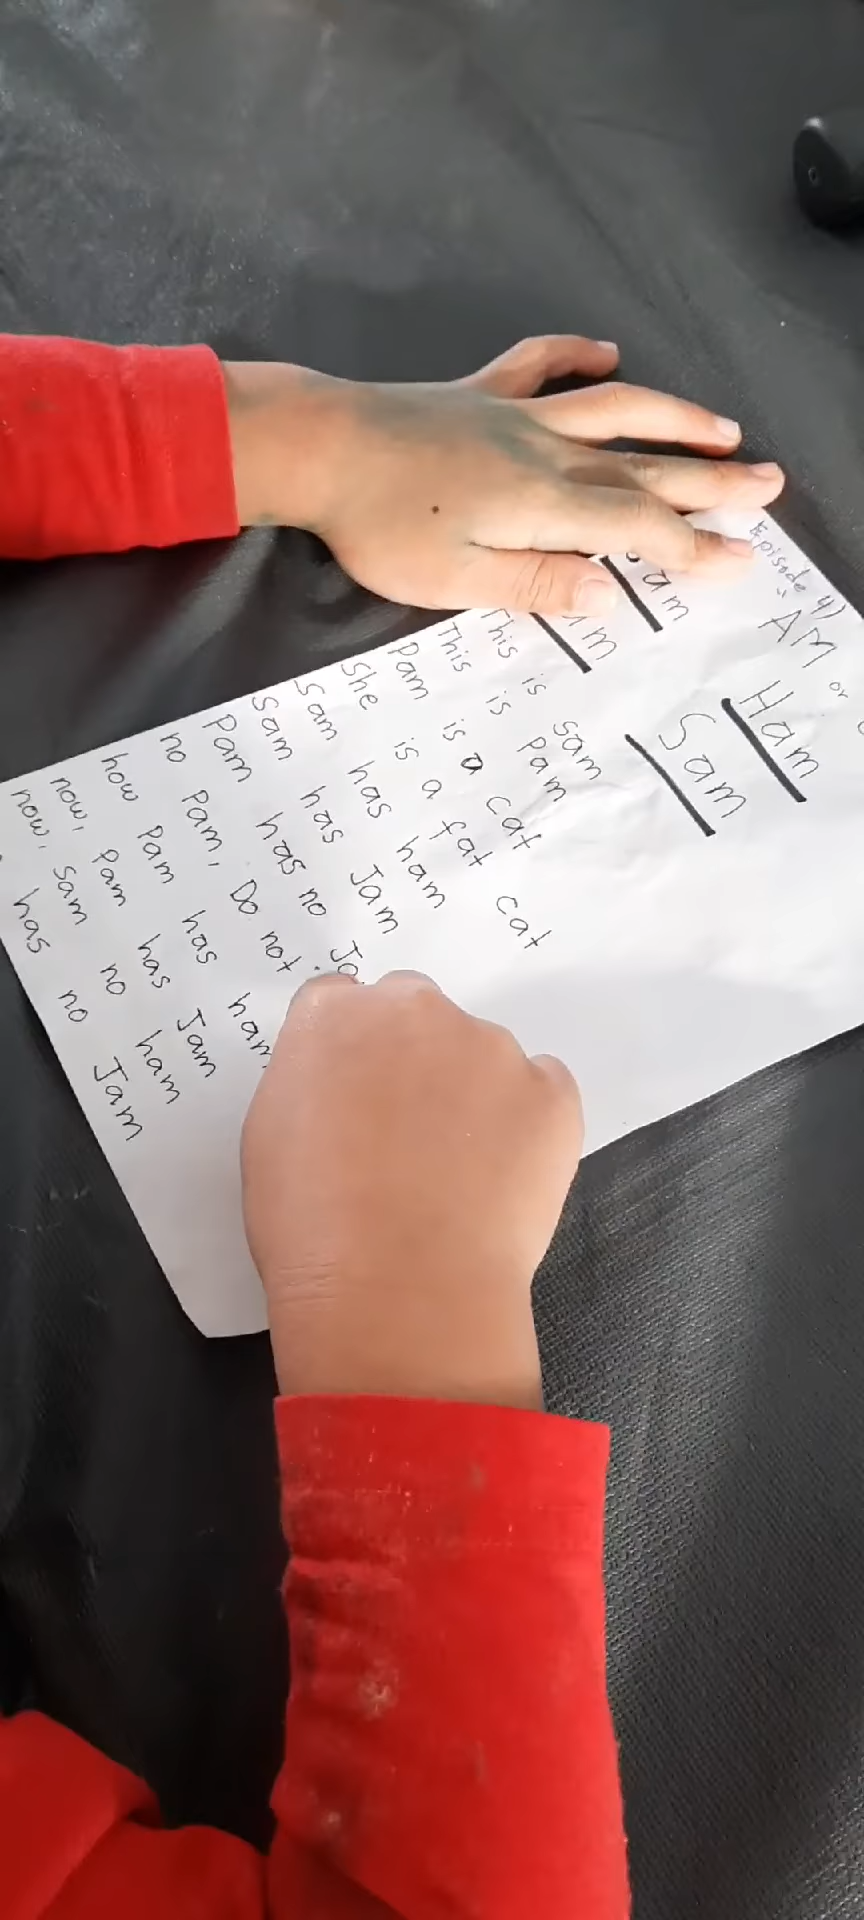 Episode 4)
"AM or
Ham
Sam
This is sam
This is Pam
Pam is a cat
She is a fat cat
Sam has ham
Sam has Jam
Pam has no
no Pam, Do not
how Pam has ham
now, Pam has Jam
now, Sam no ham
has no Jam